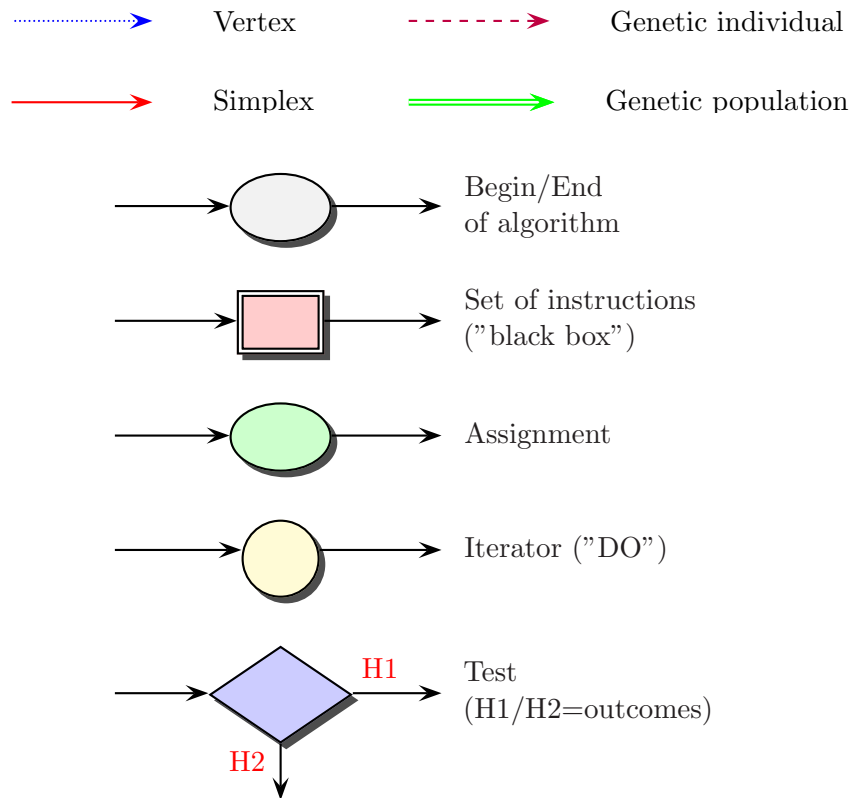 Vertex
Genetic individual
Simplex
Genetic population
Begin/End
of algorithm
Set of instructions
(”black box”)
Assignment
Iterator (”DO”)
H1
Test
(H1/H2=outcomes)
H2